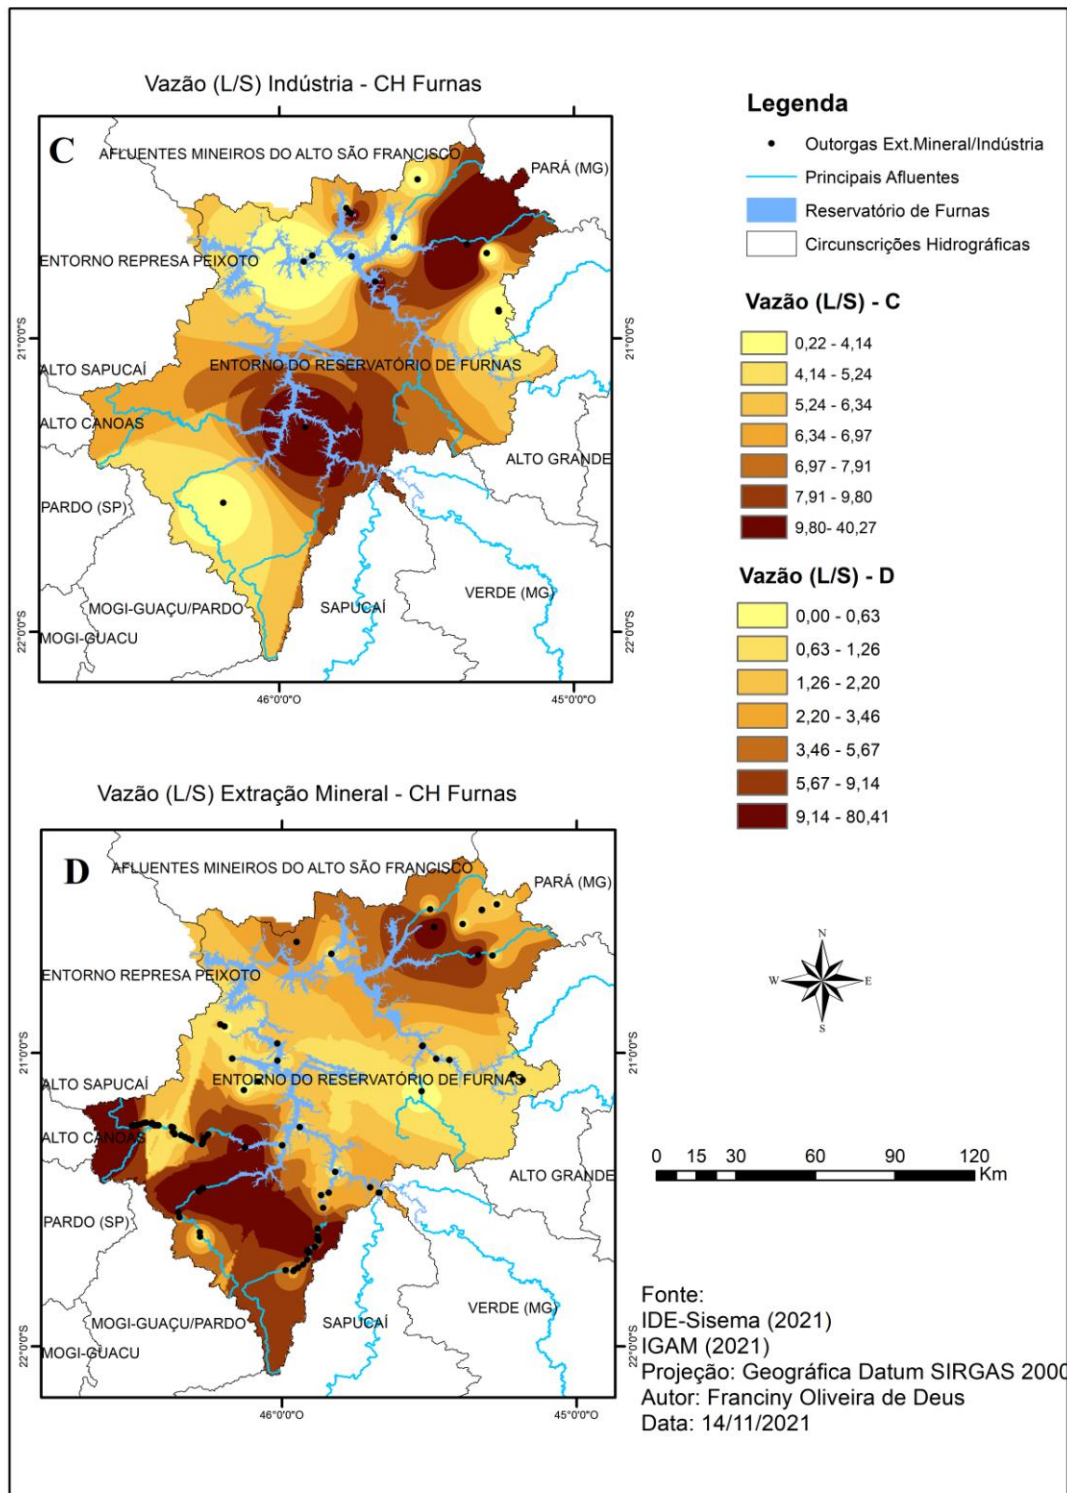 Vazão (L/S) Indústria - CH Furnas
C
AFLUENTES MINEIROS DO ALTO SÃO FRANCISCO
PARÁ (MG)
ENTORNO REPRESA PEIXOTO
21°0'0"S
21°0'0"S
ENTORNO DO RESERVATÓRIO DE FURNAS
ALTO SAPUCAÍ
ALTO CANOAS
ALTO GRANDE
PARDO (SP)
VERDE (MG)
MOGI-GUAÇU/PARDO
SAPUCAÍ
MOGI-GUACU
22°0'0"S
22°0'0"S
46°0'0"O
45°0'0"O
Legenda
Outorgas Ext.Mineral/Indústria
Principais Afluentes
Reservatório de Furnas
Circunscrições Hidrográficas
Vazão (L/S) - C
0,22 - 4,14
4,14 - 5,24
5,24 - 6,34
6,34 - 6,97
6,97 - 7,91
7,91 - 9,80
9,80- 40,27
Vazão (L/S) - D
0,00 - 0,63
0,63 - 1,26
1,26 - 2,20
2,20 - 3,46
3,46 - 5,67
5,67 - 9,14
9,14 - 80,41
Vazão (L/S) Extração Mineral - CH Furnas
D
AFLUENTES MINEIROS DO ALTO SÃO FRANCISCO
PARÁ (MG)
ENTORNO REPRESA PEIXOTO
21°0'0"S
21°0'0"S
ENTORNO DO RESERVATÓRIO DE FURNAS
ALTO SAPUCAÍ
ALTO CANOAS
ALTO GRANDE
PARDO (SP)
VERDE (MG)
MOGI-GUAÇU/PARDO
SAPUCAÍ
MOGI-GUACU
22°0'0"S
22°0'0"S
46°0'0"O
45°0'0"O
N
W
E
S
0 15 30 60 90 120
Km
Fonte:
IDE-Sisema (2021)
IGAM (2021)
Projeção: Geográfica Datum SIRGAS 2000
Autor: Franciny Oliveira de Deus
Data: 14/11/2021